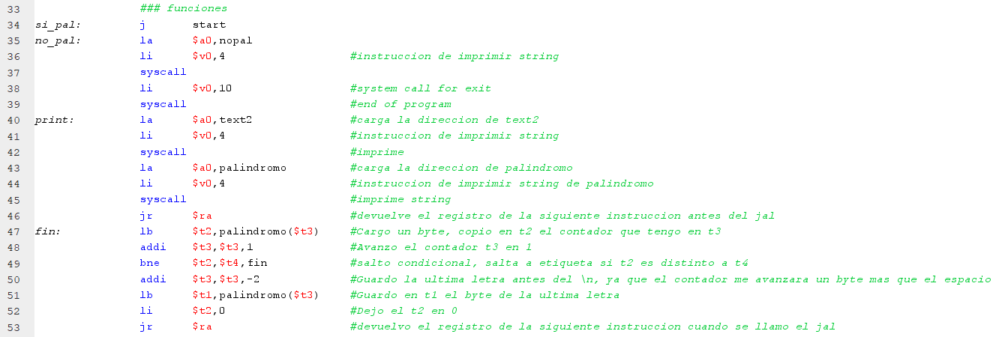 33 ### funciones
34 si_pal: j start
35 no_pal: la $a0,nopal
36 li $v0,4 #instruccion de imprimir string
37 syscall
38 li $v0,10 #system call for exit
39 syscall #end of program
40 print: la $a0,text2 #carga la direccion de text2
41 li $v0,4 #instruccion de imprimir string
42 syscall #imprime
43 la $a0,palindromo #carga la direccion de palindromo
44 li $v0,4 #instruccion de imprimir string de palindromo
45 syscall #imprime string
46 jr $ra #devuelve el registro de la siguiente instruccion antes del jal
47 fin: lb $t2,palindromo($t3) #Cargo un byte, copio en t2 el contador que tengo en t3
48 addi $t3,$t3,1 #Avanzo el contador t3 en 1
49 bne $t2,$t4,fin #salto condicional, salta a etiqueta si t2 es distinto a t4
50 addi $t3,$t3,-2 #Guardo la ultima letra antes del \n, ya que el contador me avanzara un byte mas que el espacio
51 lb $t1,palindromo($t3) #Guardo en t1 el byte de la ultima letra
52 li $t2,0 #Dejo el t2 en 0
53 jr $ra #devuelvo el registro de la siguiente instruccion cuando se llamo el jal